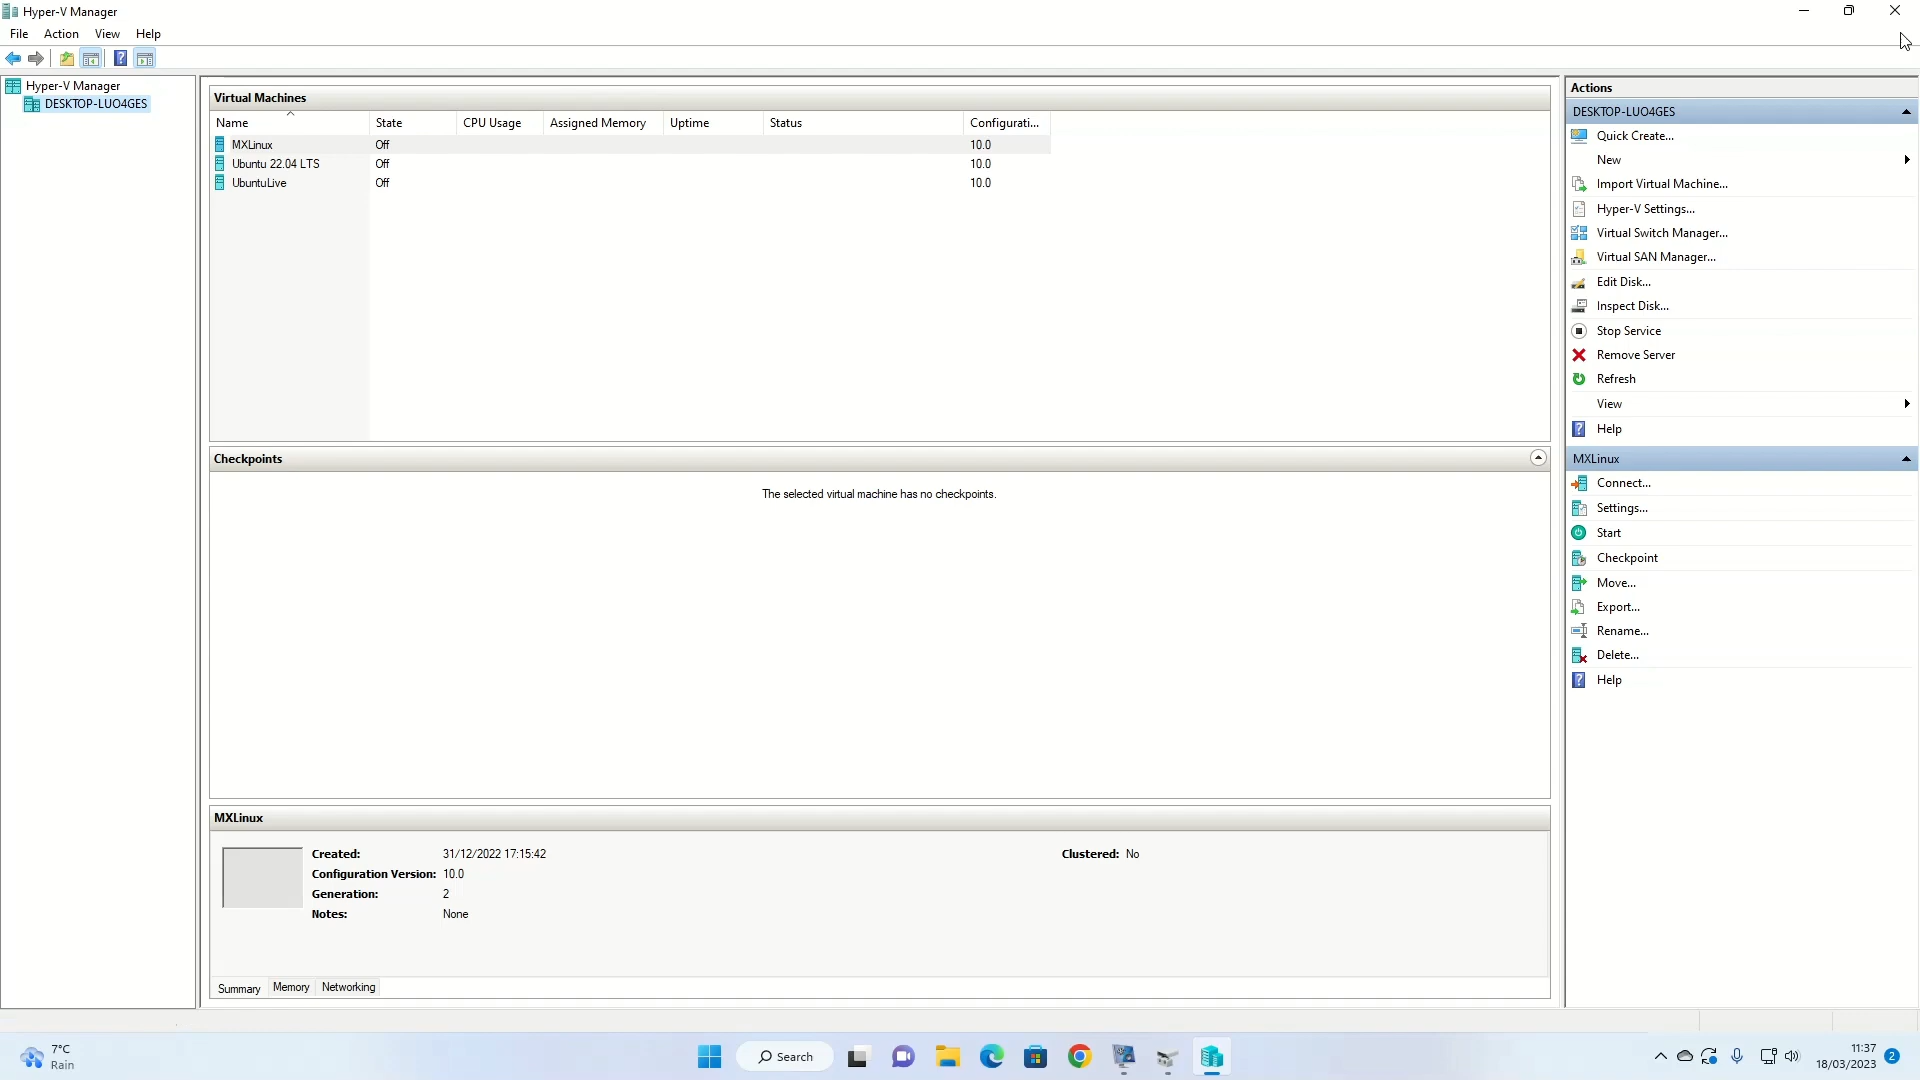 Hyper-V Manager
File Action View Help
Hyper-V Manager
DESKTOP-LUO4GES
Virtual Machines
Name State CPU Usage Assigned Memory Uptime Status Configurati...
MXLinux Off 10.0
Ubuntu 22.04 LTS Off 10.0
UbuntuLive Off 10.0
Checkpoints
The selected virtual machine has no checkpoints.
MXLinux
Created: 31/12/2022 17:15:42 Clustered: No
Configuration Version: 10.0
Generation: 2
Notes: None
Summary Memory Networking
Actions
DESKTOP-LUO4GES
Quick Create...
New
Import Virtual Machine...
Hyper-V Settings...
Virtual Switch Manager...
Virtual SAN Manager...
Edit Disk...
Inspect Disk...
Stop Service
Remove Server
Refresh
View
Help
MXLinux
Connect...
Settings...
Start
Checkpoint
Move...
Export...
Rename...
Delete...
Help
7°C
Rain
Search
11:37
18/03/2023
2